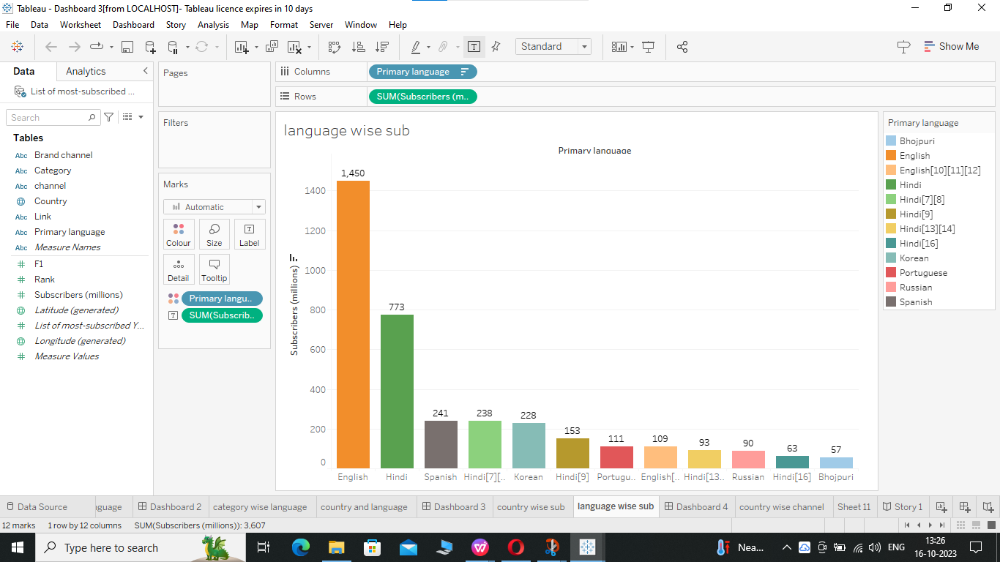 Tableau - Dashboard 3[from LOCALHOST]- Tableau licence expires in 10 days
File Data Worksheet Dashboard Story Analysis Map Format Server Window Help
Standard
Show Me
Data Analytics
Pages
Columns
Primary language
List of most-subscribed ...
Rows
SUM(Subscribers (m..
Search
Filters
Tables
Abc Brand channel
Abc Category
Abc channel
Country
Abc Link
Abc Primary language
Abc Measure Names
F1
Rank
Subscribers (millions)
Latitude (generated)
List of most-subscribed Y...
Longitude (generated)
Measure Values
Marks
Automatic
Colour Size Label
Detail Tooltip
Primary langu..
SUM(Subscrib..
language wise sub
Primary language
Subscribers (millions)
1400
1200
1000
800
600
400
200
0
1,450 773 241 238 228 153 111 109 93 90 63 57
English Hindi Spanish Hindi[7][.. Korean Hindi[9] Portugu.. English[.. Hindi[13.. Russian Hindi[16] Bhojpuri
Primary language
Bhojpuri
English
English[10][11][12]
Hindi
Hindi[7][8]
Hindi[9]
Hindi[13][14]
Hindi[16]
Korean
Portuguese
Russian
Spanish
Data Source nguage Dashboard 2 category wise language country and language Dashboard 3 country wise sub language wise sub Dashboard 4 country wise channel Sheet 11 Story 1
12 marks 1 row by 12 columns SUM(Subscribers (millions)): 3,607
Type here to search
Nea...
ENG
13:26
16-10-2023